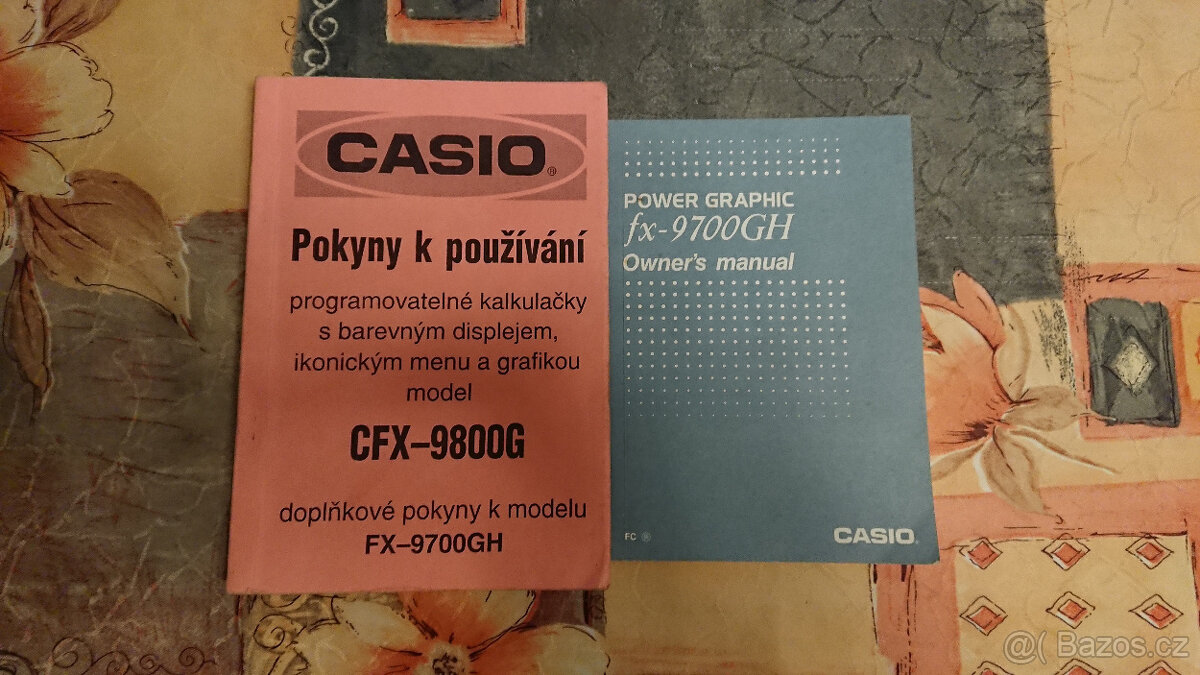 CASIO®
Pokyny k používání
programovatelné kalkulačky
s barevným displejem,
ikonickým menu a grafikou
model
CFX–9800G
doplňkové pokyny k modelu
FX–9700GH
POWER GRAPHIC
fx-9700GH
Owner's manual
FC
CASIO®
@( Bazos.cz